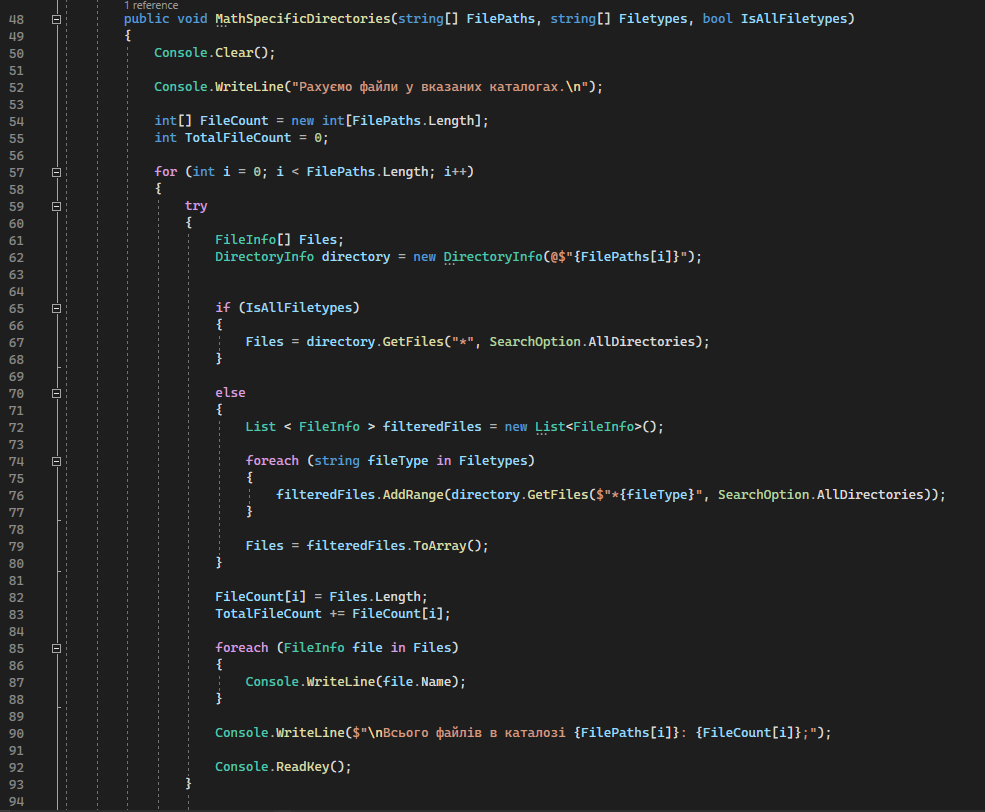 1 reference
48 public void MathSpecificDirectories(string[] FilePaths, string[] Filetypes, bool IsAllFiletypes)
49 {
50 Console.Clear();
51
52 Console.WriteLine("Рахуємо файли у вказаних каталогах.\n");
53
54 int[] FileCount = new int[FilePaths.Length];
55 int TotalFileCount = 0;
56
57 for (int i = 0; i < FilePaths.Length; i++)
58 {
59 try
60 {
61 FileInfo[] Files;
62 DirectoryInfo directory = new DirectoryInfo(@$"{FilePaths[i]}");
63
64
65 if (IsAllFiletypes)
66 {
67 Files = directory.GetFiles("*", SearchOption.AllDirectories);
68 }
69
70 else
71 {
72 List < FileInfo > filteredFiles = new List<FileInfo>();
73
74 foreach (string fileType in Filetypes)
75 {
76 filteredFiles.AddRange(directory.GetFiles($"*{fileType}", SearchOption.AllDirectories));
77 }
78
79 Files = filteredFiles.ToArray();
80 }
81
82 FileCount[i] = Files.Length;
83 TotalFileCount += FileCount[i];
84
85 foreach (FileInfo file in Files)
86 {
87 Console.WriteLine(file.Name);
88 }
89
90 Console.WriteLine($"\nВсього файлів в каталозі {FilePaths[i]}: {FileCount[i]};");
91
92 Console.ReadKey();
93 }
94